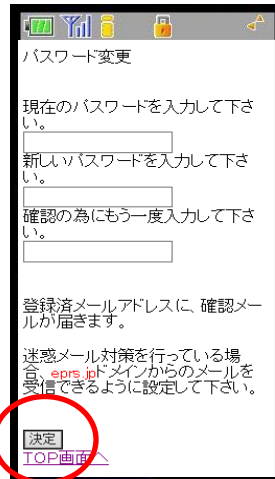 パスワード変更
現在のパスワードを入力して下さ
い。
新しいパスワードを入力して下さ
い。
確認の為にもう一度入力して下さ
い。
登録済メールアドレスに、確認メー
ルが届きます。
迷惑メール対策を行っている場
合、eprs.jpドメインからのメールを
受信できるように設定して下さい。
決定
TOP画面へ